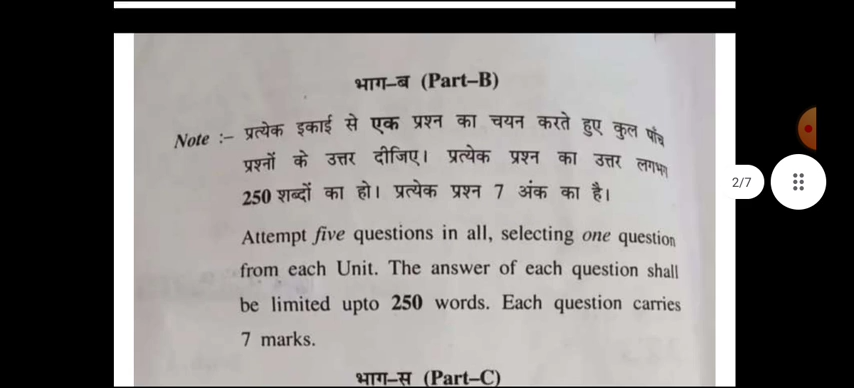 भाग–ब (Part–B)
Note :– प्रत्येक इकाई से एक प्रश्न का चयन करते हुए कुल पाँच
प्रश्नों के उत्तर दीजिए। प्रत्येक प्रश्न का उत्तर लगभग
250 शब्दों का हो। प्रत्येक प्रश्न 7 अंक का है।
2/7
Attempt five questions in all, selecting one question
from each Unit. The answer of each question shall
be limited upto 250 words. Each question carries
7 marks.
भाग–स (Part–C)